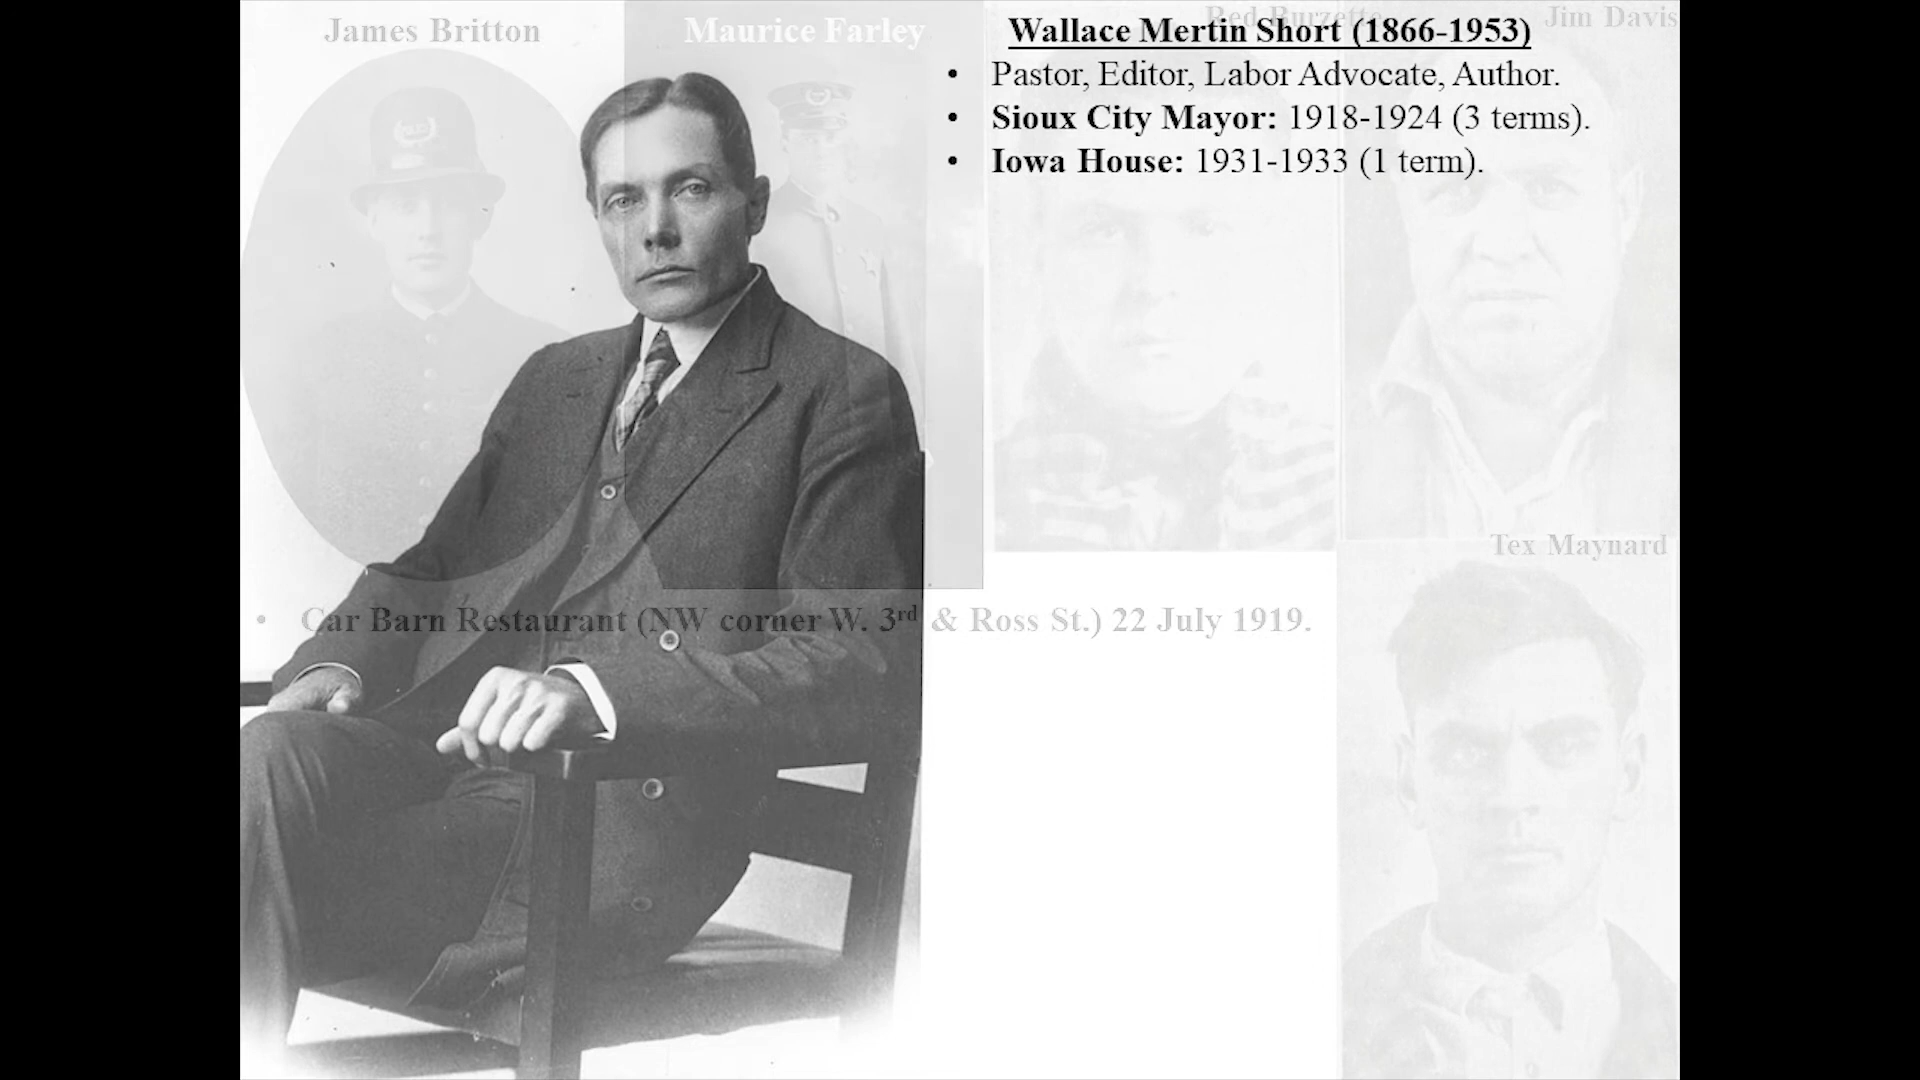 James Britton
Maurice Farley
Red Burzette
Jim Davis
Wallace Mertin Short (1866-1953)
• Pastor, Editor, Labor Advocate, Author.
• Sioux City Mayor: 1918-1924 (3 terms).
• Iowa House: 1931-1933 (1 term).
Tex Maynard
• Car Barn Restaurant (NW corner W. 3rd & Ross St.) 22 July 1919.